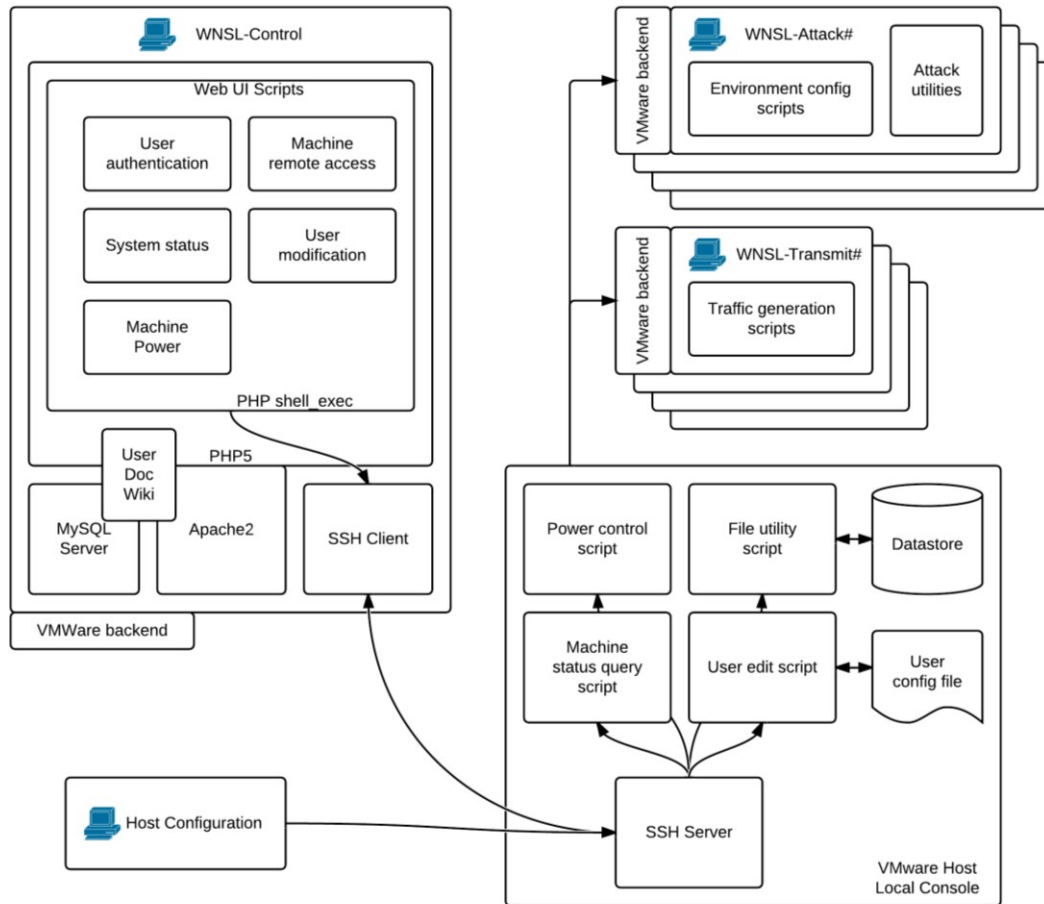 WNSL-Control
Web UI Scripts
User
authentication
Machine
remote access
System status
User
modification
Machine
Power
PHP shell_exec
PHP5
User
Doc
Wiki
MySQL
Server
Apache2
SSH Client
VMWare backend
Host Configuration
VMware backend
WNSL-Attack#
Environment config
scripts
Attack
utilities
VMware backend
WNSL-Transmit#
Traffic generation
scripts
Power control
script
File utility
script
Datastore
Machine
status query
script
User edit script
User
config file
SSH Server
VMware Host
Local Console